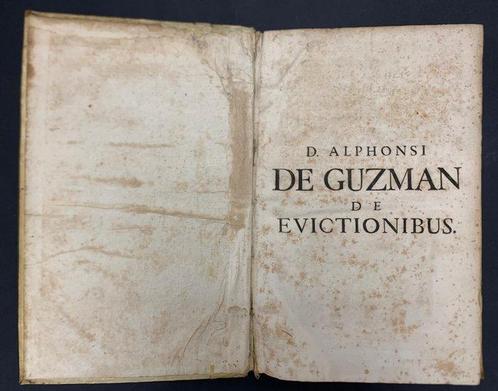 D. ALPHONSI
DE GUZMAN
DE
EVICTIONIBUS.